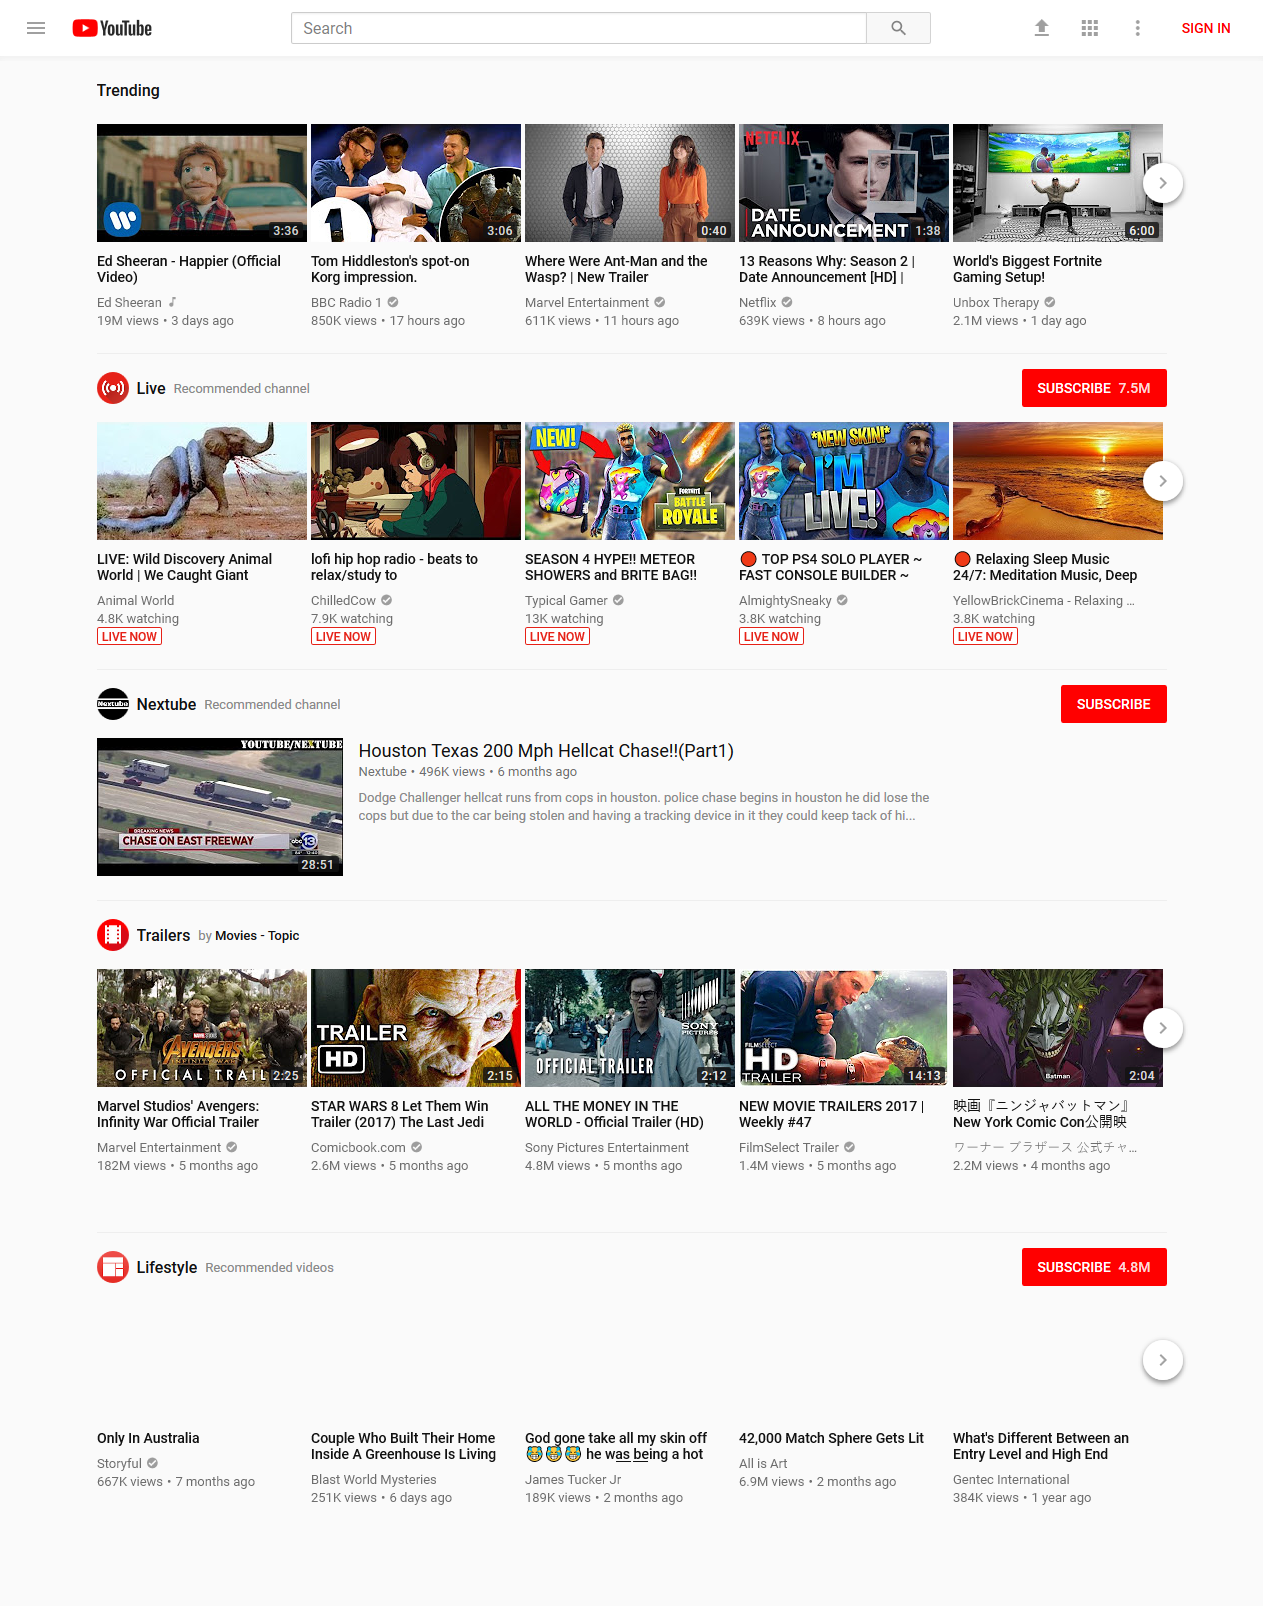 YouTube
Search
SIGN IN
Trending
3:36
3:06
0:40
NETFLIX
DATE
ANNOUNCEMENT
1:38
6:00
Ed Sheeran - Happier (Official
Video)
Ed Sheeran
19M views • 3 days ago
Tom Hiddleston's spot-on
Korg impression.
BBC Radio 1
850K views • 17 hours ago
Where Were Ant-Man and the
Wasp? | New Trailer
Marvel Entertainment
611K views • 11 hours ago
13 Reasons Why: Season 2 |
Date Announcement [HD] |
Netflix
639K views • 8 hours ago
World's Biggest Fortnite
Gaming Setup!
Unbox Therapy
2.1M views • 1 day ago
Live Recommended channel
SUBSCRIBE 7.5M
NEW!
FORTNITE
BATTLE
ROYALE
*NEW SKIN!*
I'M
LIVE!
LIVE: Wild Discovery Animal
World | We Caught Giant
Animal World
4.8K watching
LIVE NOW
lofi hip hop radio - beats to
relax/study to
ChilledCow
7.9K watching
LIVE NOW
SEASON 4 HYPE!! METEOR
SHOWERS and BRITE BAG!!
Typical Gamer
13K watching
LIVE NOW
🔴 TOP PS4 SOLO PLAYER ~
FAST CONSOLE BUILDER ~
AlmightySneaky
3.8K watching
LIVE NOW
🔴 Relaxing Sleep Music
24/7: Meditation Music, Deep
YellowBrickCinema - Relaxing ...
3.8K watching
LIVE NOW
Nextube
Nextube Recommended channel
SUBSCRIBE
YOUTUBE/NEXTUBE
BREAKING NEWS
CHASE ON EAST FREEWAY
abc 13
28:51
Houston Texas 200 Mph Hellcat Chase!!(Part1)
Nextube • 496K views • 6 months ago
Dodge Challenger hellcat runs from cops in houston. police chase begins in houston he did lose the
cops but due to the car being stolen and having a tracking device in it they could keep tack of hi...
Trailers by Movies - Topic
AVENGERS
INFINITY WAR
OFFICIAL TRAIL
2:25
TRAILER
HD
2:15
SONY
PICTURES
OFFICIAL TRAILER
2:12
FILMSELECT
HD
TRAILER
14:13
Batman
2:04
Marvel Studios' Avengers:
Infinity War Official Trailer
Marvel Entertainment
182M views • 5 months ago
STAR WARS 8 Let Them Win
Trailer (2017) The Last Jedi
Comicbook.com
2.6M views • 5 months ago
ALL THE MONEY IN THE
WORLD - Official Trailer (HD)
Sony Pictures Entertainment
4.8M views • 5 months ago
NEW MOVIE TRAILERS 2017 |
Weekly #47
FilmSelect Trailer
1.4M views • 5 months ago
映画『ニンジャバットマン』
New York Comic Con公開映
ワーナー ブラザース 公式チャ...
2.2M views • 4 months ago
Lifestyle Recommended videos
SUBSCRIBE 4.8M
Only In Australia
Storyful
667K views • 7 months ago
Couple Who Built Their Home
Inside A Greenhouse Is Living
Blast World Mysteries
251K views • 6 days ago
God gone take all my skin off
he was being a hot
James Tucker Jr
189K views • 2 months ago
42,000 Match Sphere Gets Lit
All is Art
6.9M views • 2 months ago
What's Different Between an
Entry Level and High End
Gentec International
384K views • 1 year ago